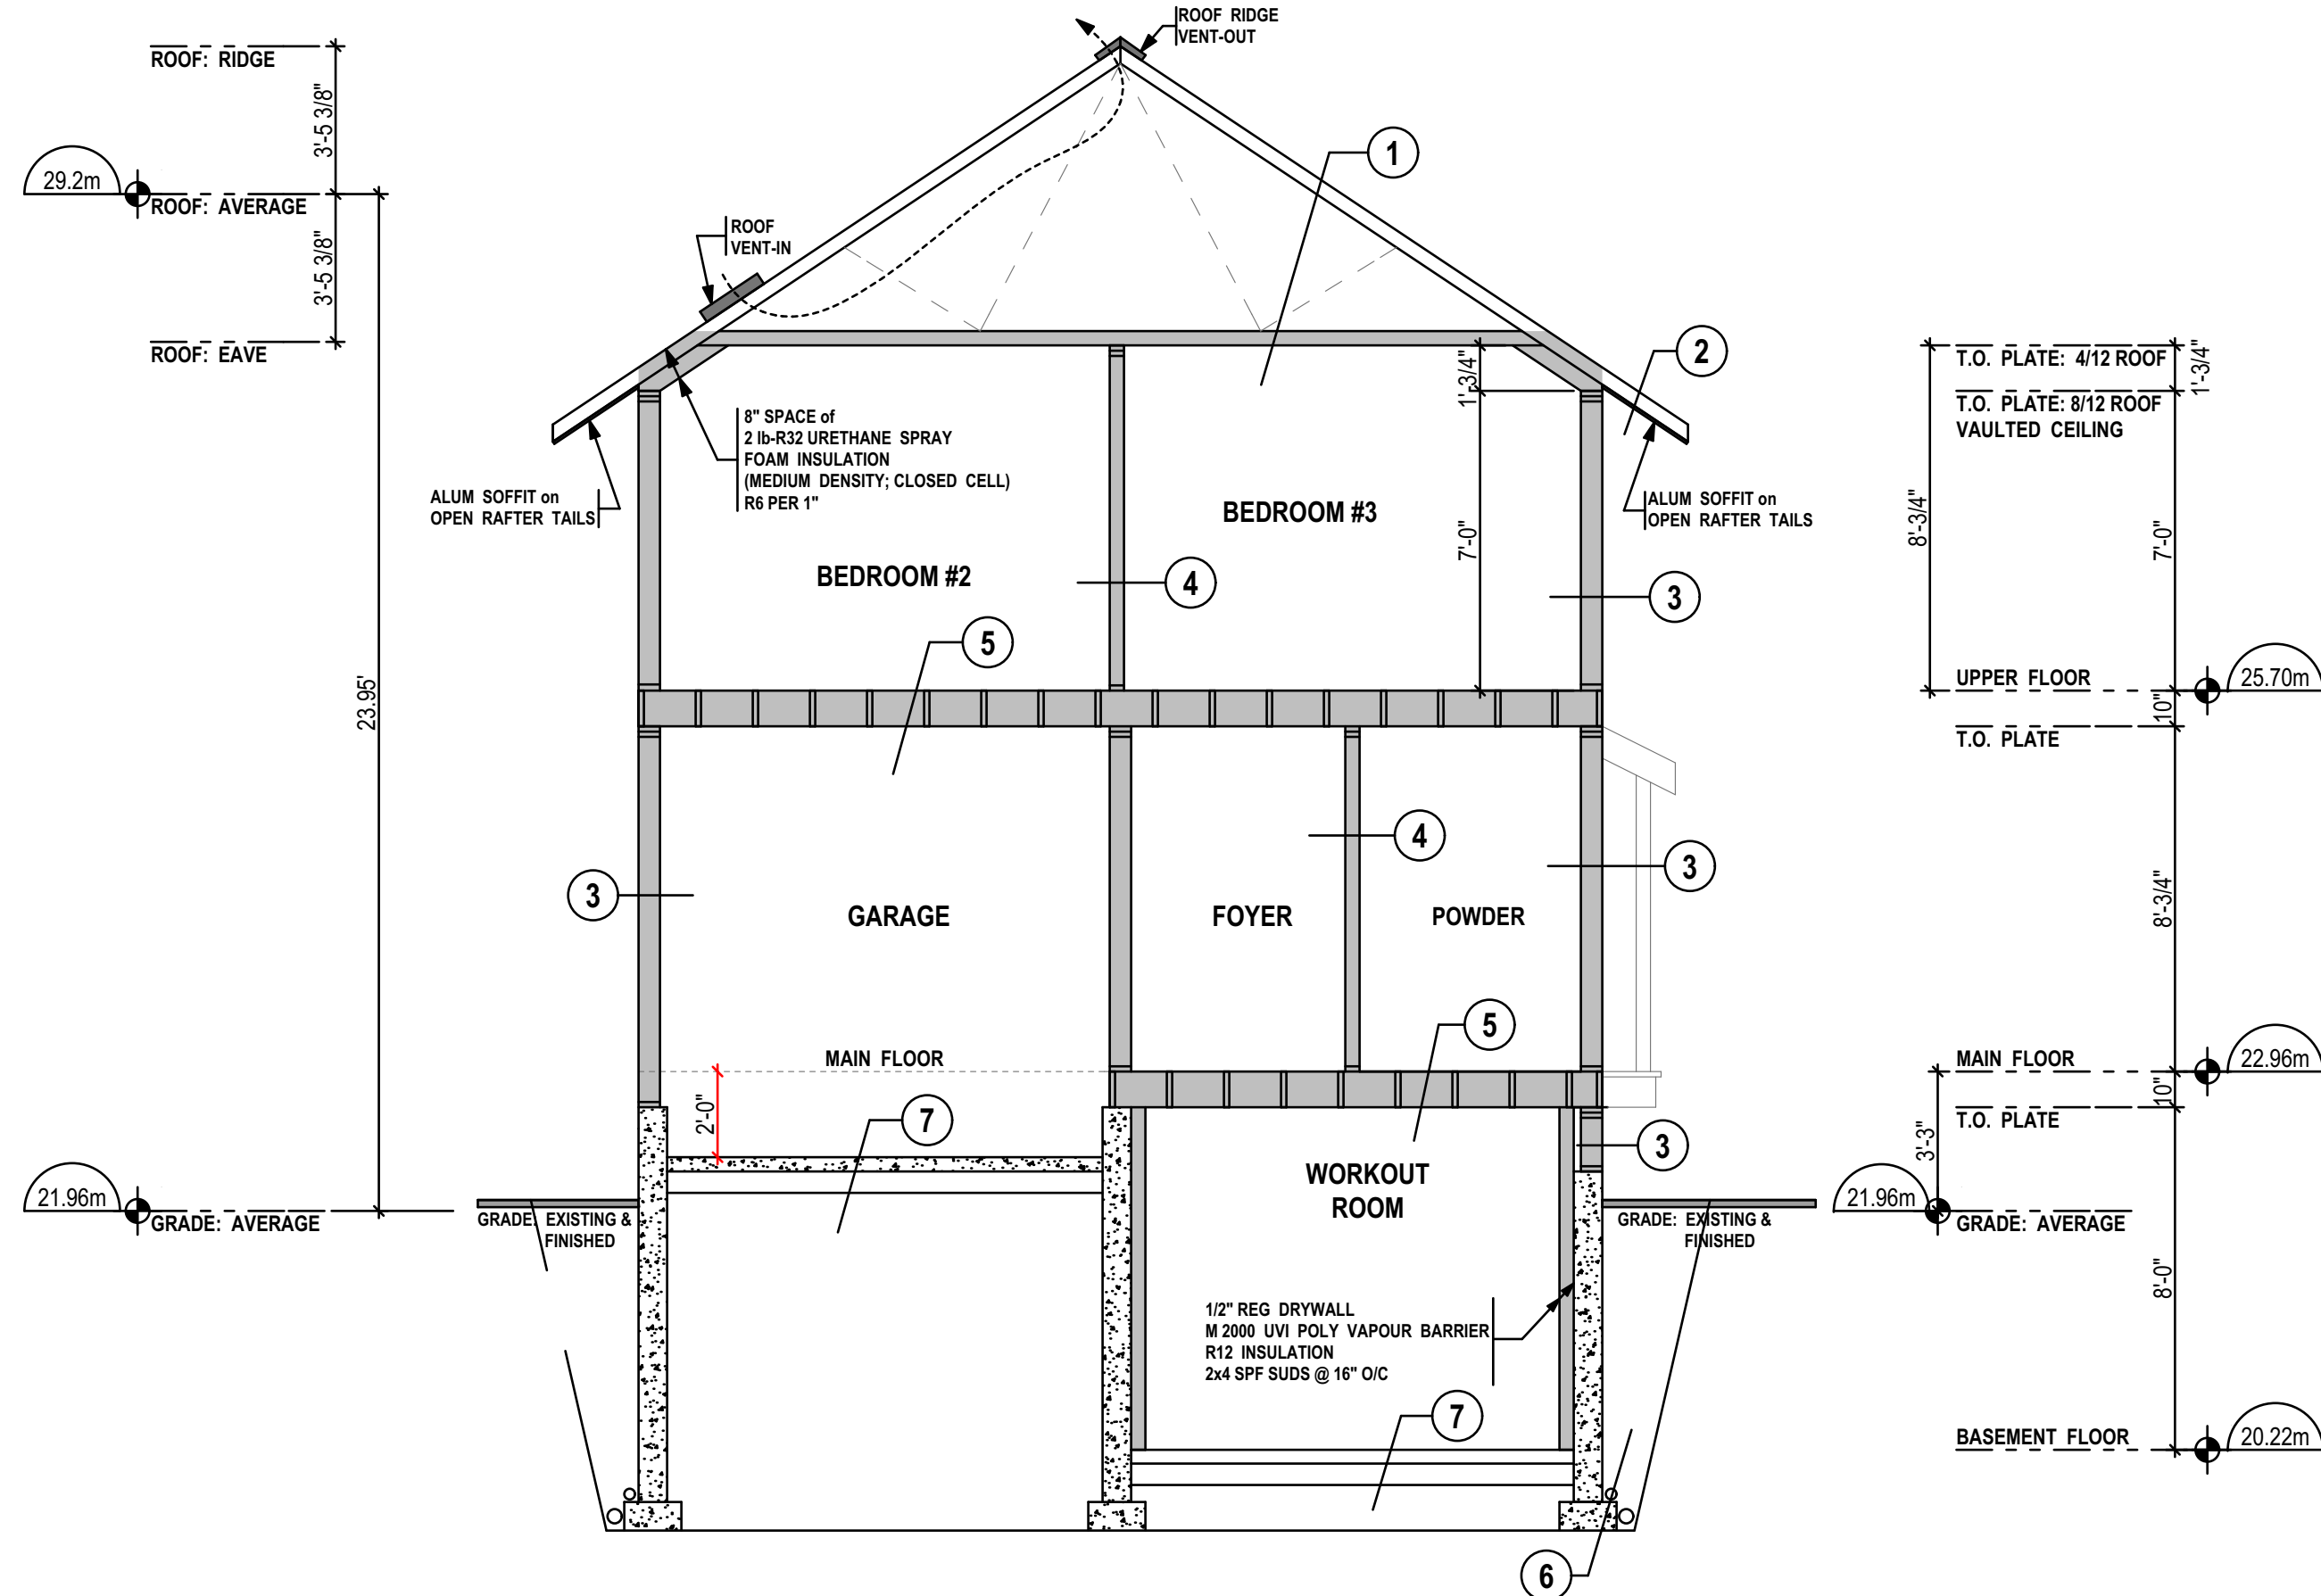 ROOF RIDGE
VENT-OUT
ROOF: RIDGE
3'-5 3/8"
1
29.2m
ROOF: AVERAGE
ROOF
VENT-IN
3'-5 3/8"
ROOF: EAVE
2
T.O. PLATE: 4/12 ROOF
1'-3/4"
1'-3/4"
T.O. PLATE: 8/12 ROOF
VAULTED CEILING
8" SPACE of
2 lb-R32 URETHANE SPRAY
FOAM INSULATION
(MEDIUM DENSITY; CLOSED CELL)
R6 PER 1"
ALUM SOFFIT on
OPEN RAFTER TAILS
ALUM SOFFIT on
OPEN RAFTER TAILS
BEDROOM #3
8'-3/4"
7'-0"
7'-0"
BEDROOM #2
4
3
5
23.95'
UPPER FLOOR
25.70m
10"
T.O. PLATE
4
3
3
GARAGE
FOYER
POWDER
8'-3/4"
5
MAIN FLOOR
MAIN FLOOR
22.96m
2'-0"
10"
7
T.O. PLATE
3
3'-3"
WORKOUT
ROOM
21.96m
GRADE: AVERAGE
GRADE: EXISTING &
FINISHED
GRADE: EXISTING &
FINISHED
21.96m
GRADE: AVERAGE
8'-0"
1/2" REG DRYWALL
M 2000 UVI POLY VAPOUR BARRIER
R12 INSULATION
2x4 SPF SUDS @ 16" O/C
7
BASEMENT FLOOR
20.22m
6